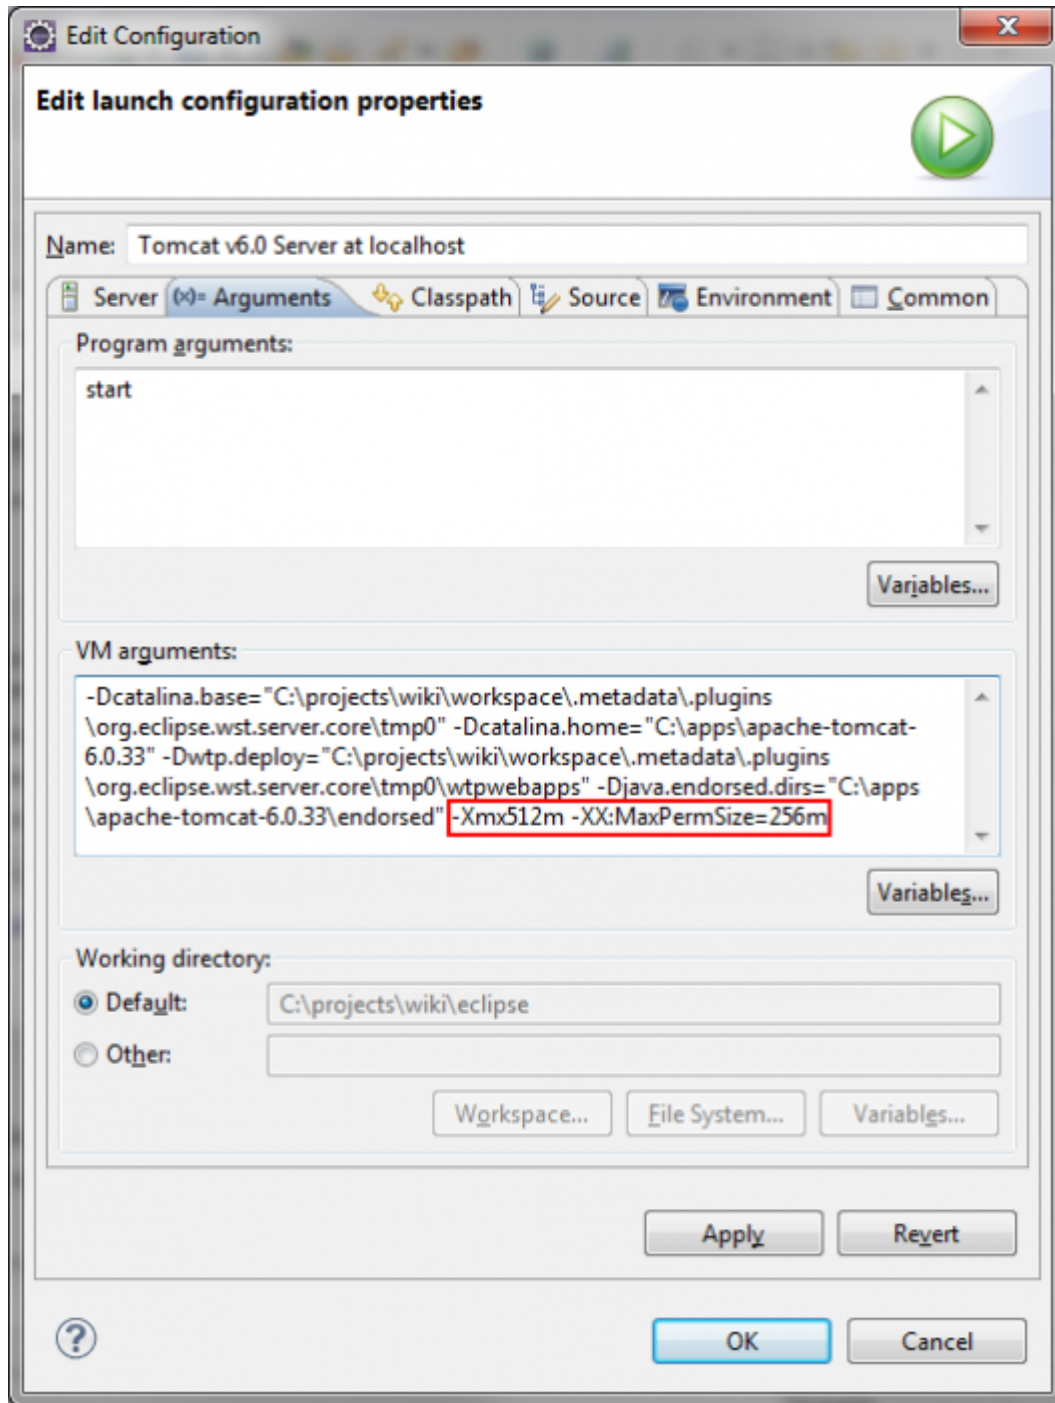 Edit Configuration
x
Edit launch configuration properties
Name: Tomcat v6.0 Server at localhost
Server (x)= Arguments Classpath Source Environment Common
Program arguments:
start
Variables...
VM arguments:
-Dcatalina.base="C:\projects\wiki\workspace\.metadata\.plugins
\org.eclipse.wst.server.core\tmp0" -Dcatalina.home="C:\apps\apache-tomcat-
6.0.33" -Dwtp.deploy="C:\projects\wiki\workspace\.metadata\.plugins
\org.eclipse.wst.server.core\tmp0\wtpwebapps" -Djava.endorsed.dirs="C:\apps
\apache-tomcat-6.0.33\endorsed" -Xmx512m -XX:MaxPermSize=256m
Variables...
Working directory:
Default: C:\projects\wiki\eclipse
Other:
Workspace... File System... Variables...
Apply Revert
? OK Cancel